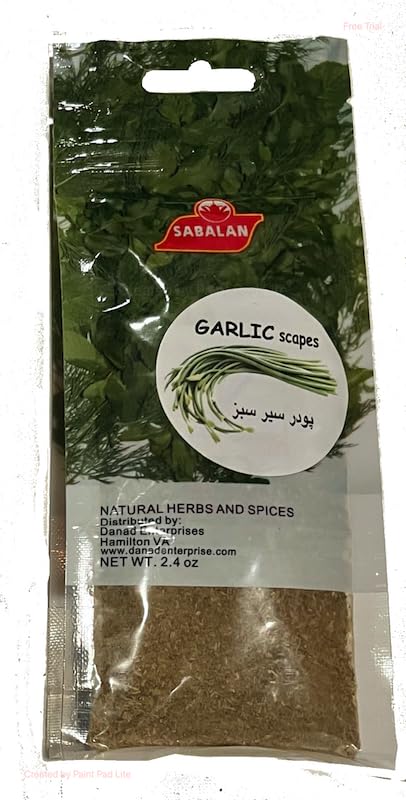 Free Trial
SABALAN
GARLIC scapes
پودر سیر سبز
NATURAL HERBS AND SPICES
Distributed by:
Danad Enterprises
Hamilton VA
www.danadenterprise.com
NET WT. 2.4 oz
Created by Paint Pad Lite